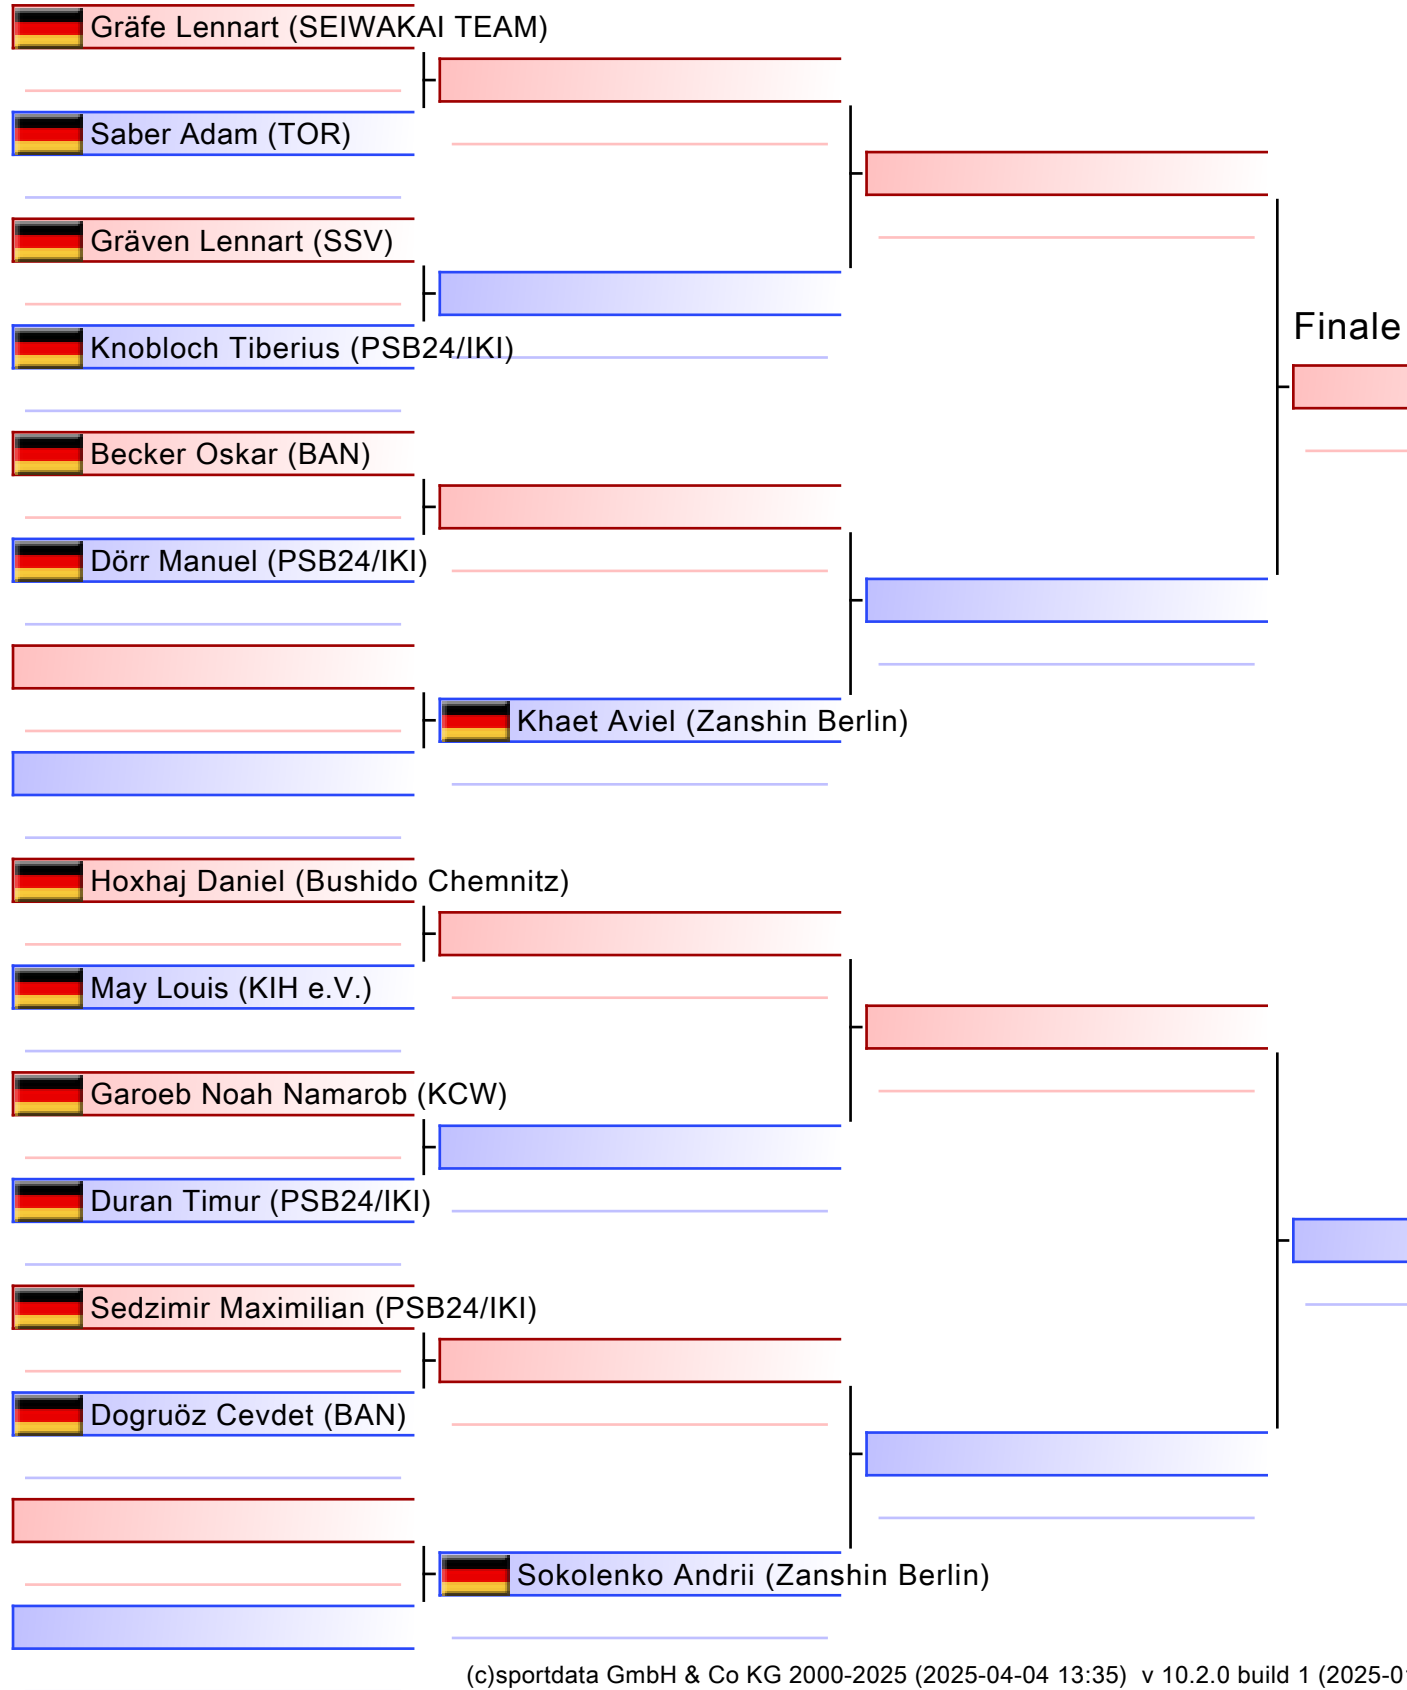 Gräfe Lennart (SEIWAKAI TEAM)
Saber Adam (TOR)
Gräven Lennart (SSV)
Finale
Knobloch Tiberius (PSB24/IKI)
Becker Oskar (BAN)
Dörr Manuel (PSB24/IKI)
Khaet Aviel (Zanshin Berlin)
Hoxhaj Daniel (Bushido Chemnitz)
May Louis (KIH e.V.)
Garoeb Noah Namarob (KCW)
Duran Timur (PSB24/IKI)
Sedzimir Maximilian (PSB24/IKI)
Dogruöz Cevdet (BAN)
Sokolenko Andrii (Zanshin Berlin)
(c)sportdata GmbH & Co KG 2000-2025 (2025-04-04 13:35) v 10.2.0 build 1 (2025-0